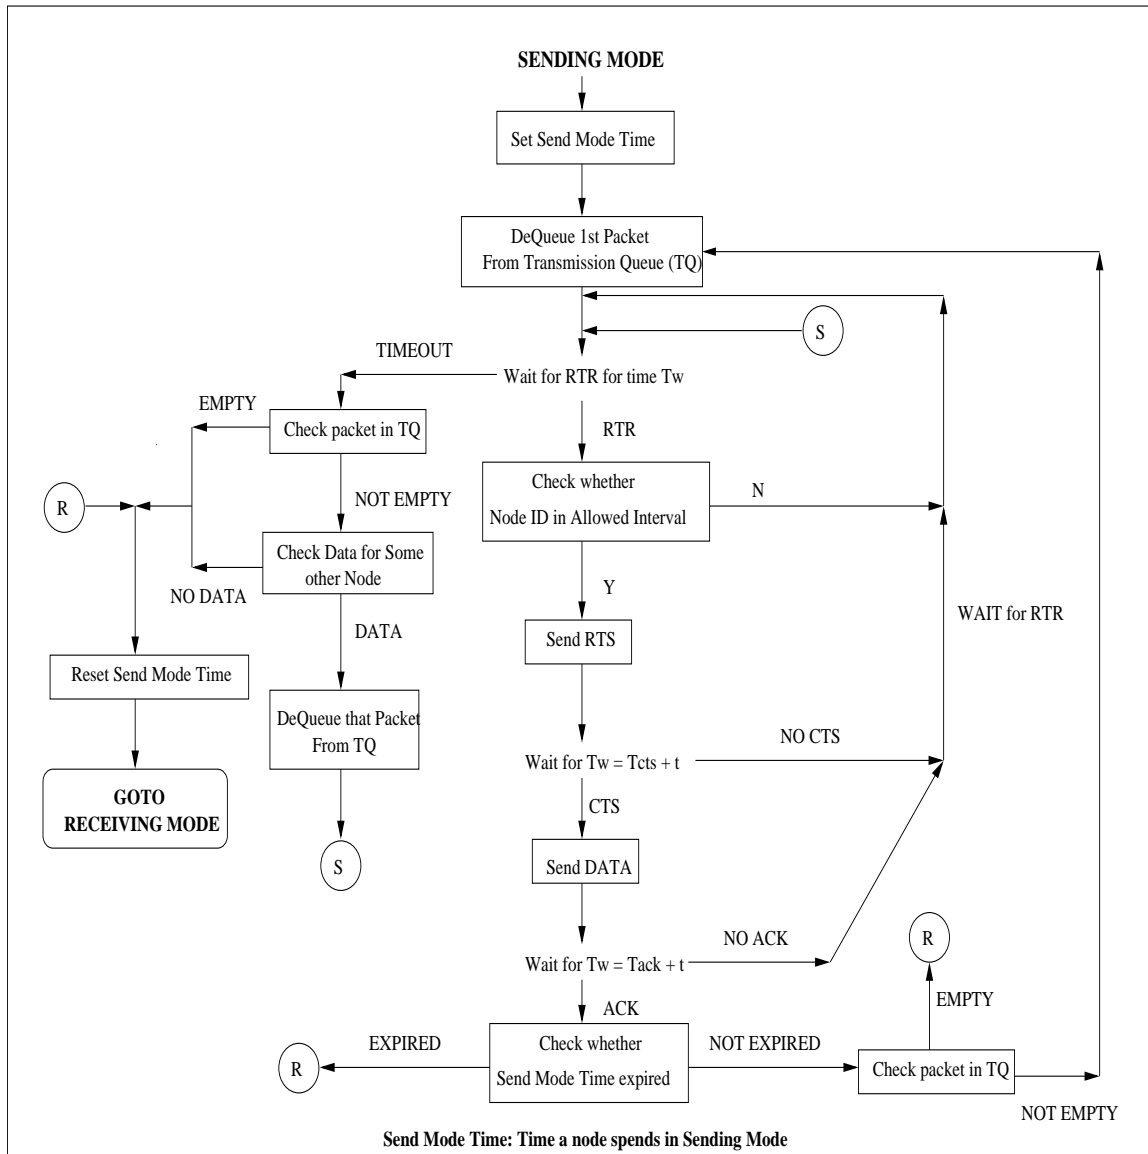 SENDING MODE
Set Send Mode Time
DeQueue 1st Packet
From Transmission Queue (TQ)
S
TIMEOUT
Wait for RTR for time Tw
EMPTY
Check packet in TQ
RTR
Check whether
Node ID in Allowed Interval
N
R
NOT EMPTY
Check Data for Some
other Node
NO DATA
Y
WAIT for RTR
DATA
Send RTS
Reset Send Mode Time
DeQueue that Packet
From TQ
NO CTS
Wait for Tw = Tcts + t
GOTO
RECEIVING MODE
CTS
S
Send DATA
NO ACK
R
Wait for Tw = Tack + t
EMPTY
ACK
EXPIRED
Check whether
Send Mode Time expired
NOT EXPIRED
R
Check packet in TQ
NOT EMPTY
Send Mode Time: Time a node spends in Sending Mode